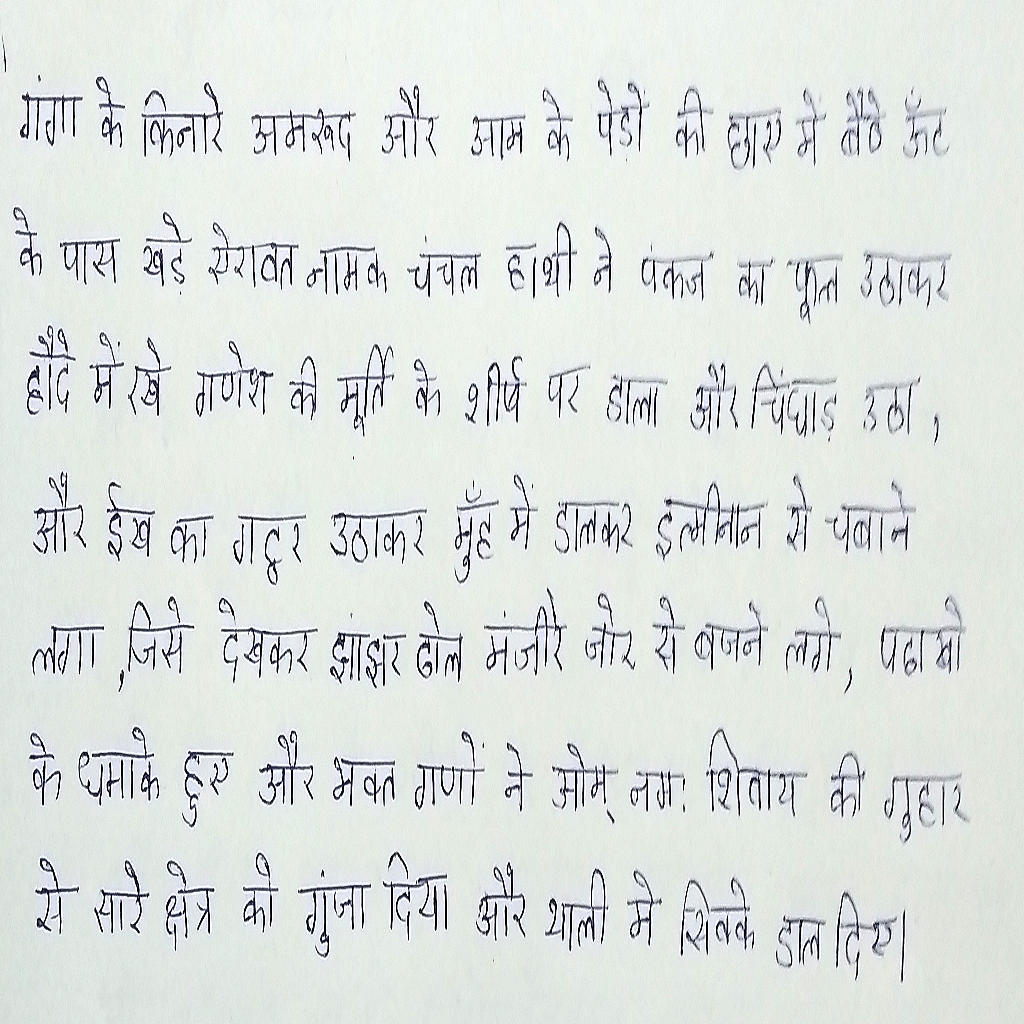 गंगा के किनारे अमरूद और आम के पेड़ों की छाए में बैठे ऊँट
के पास खड़े ऐरावत नामक चंचल हाथी ने पंकज का फूल उठाकर
हौदे में रखे गणेश की मूर्ति के शीर्ष पर डाला और चिंघाड़ उठा,
और ईख का गट्ठर उठाकर मुँह में डालकर इत्मीनान से चबाने
लगा, जिसे देखकर झांझर ढोल मंजीरे जोर से बजने लगे, पटाखो
के धमाके हुए और भक्त गणों ने ओम् नमः शिवाय की गुहार
से सारे क्षेत्र को गुंजा दिया और थाली मे सिक्के डाल दिए।